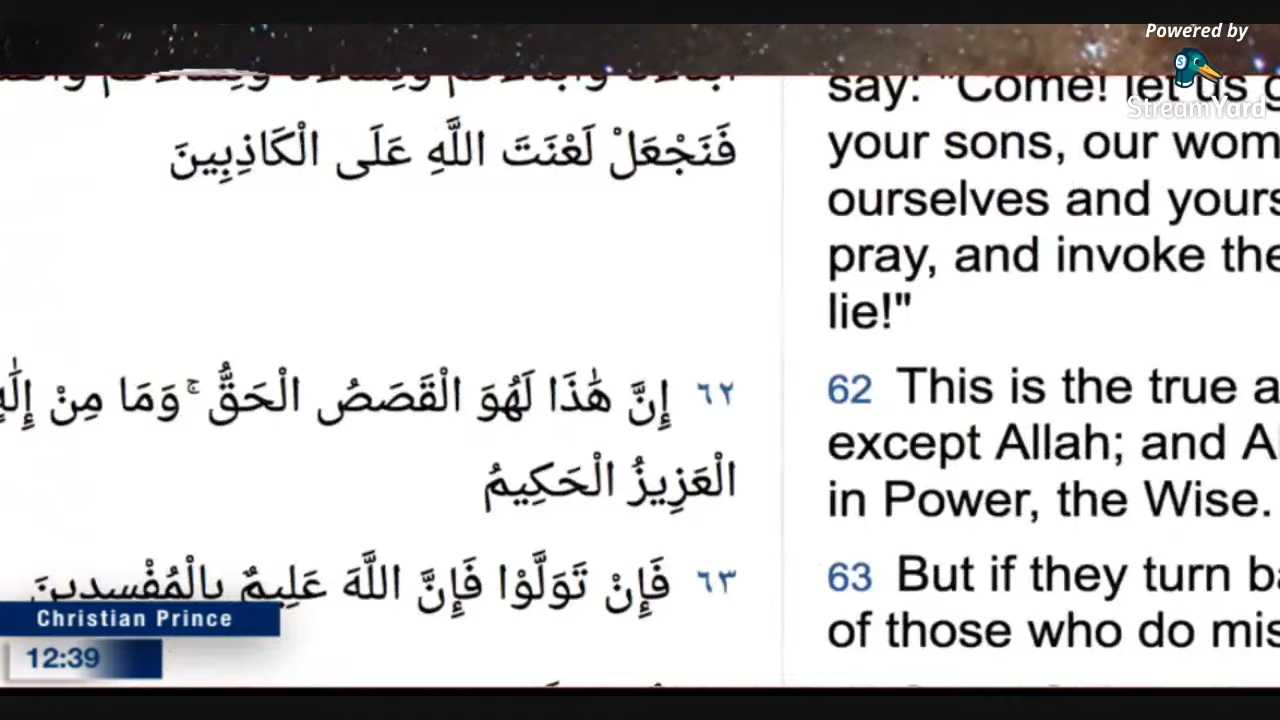 Powered by
StreamYard
فَنَجْعَلْ لَعْنَتَ اللَّهِ عَلَى الْكَاذِبِينَ
٦٢ إِنَّ هَٰذَا لَهُوَ الْقَصَصُ الْحَقُّ ۚ وَمَا مِنْ إِلَٰهٍ
الْعَزِيزُ الْحَكِيمُ
٦٣ فَإِنْ تَوَلَّوْا فَإِنَّ اللَّهَ عَلِيمٌ بِالْمُفْسِدِينَ
say: "Come! let us g
your sons, our wom
ourselves and yours
pray, and invoke the
lie!"
62 This is the true a
except Allah; and Al
in Power, the Wise.
63 But if they turn ba
of those who do mis
Christian Prince
12:39